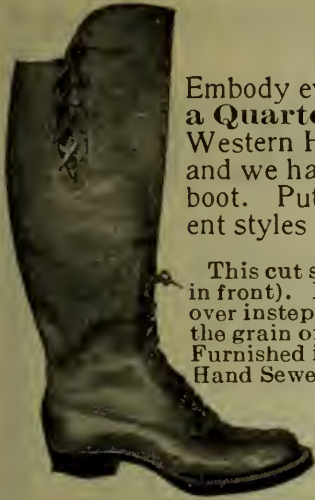 Embody ev
a Quarte
Western H
and we ha
boot. Put
ent styles
This cut s
in front).
over instep
the grain of
Furnished i
Hand Sewe